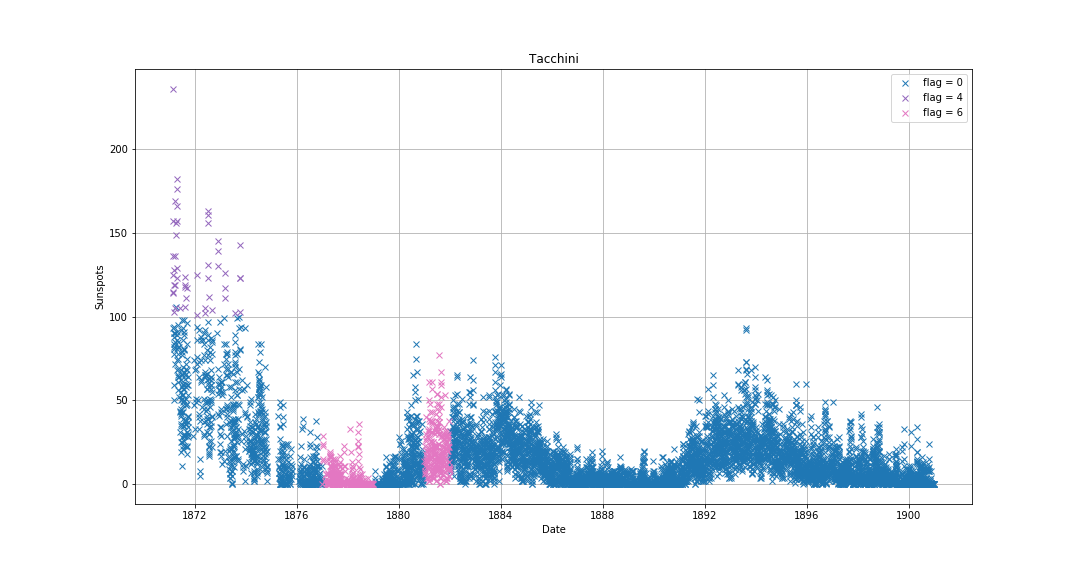 Tacchini
flag = 0
flag = 4
flag = 6
Sunspots
200
150
100
50
0
1872 1876 1880 1884 1888 1892 1896 1900
Date